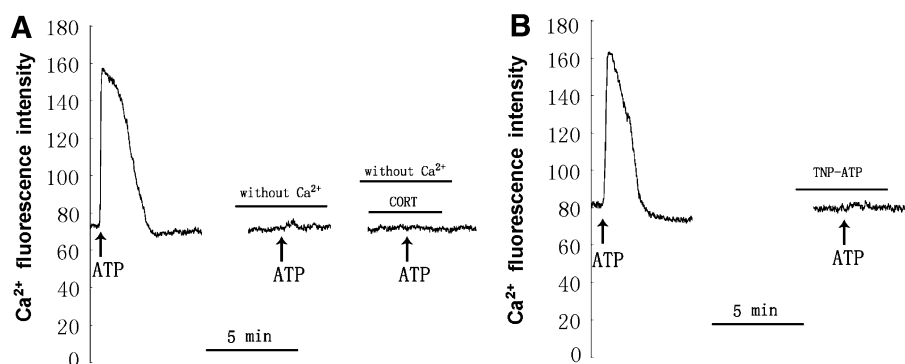 A
Ca²⁺ fluorescence intensity
180
160
140
120
100
80
60
40
20
0
ATP
without Ca²⁺
ATP
without Ca²⁺
CORT
ATP
5 min
B
Ca²⁺ fluorescence intensity
180
160
140
120
100
80
60
40
20
0
ATP
TNP-ATP
ATP
5 min